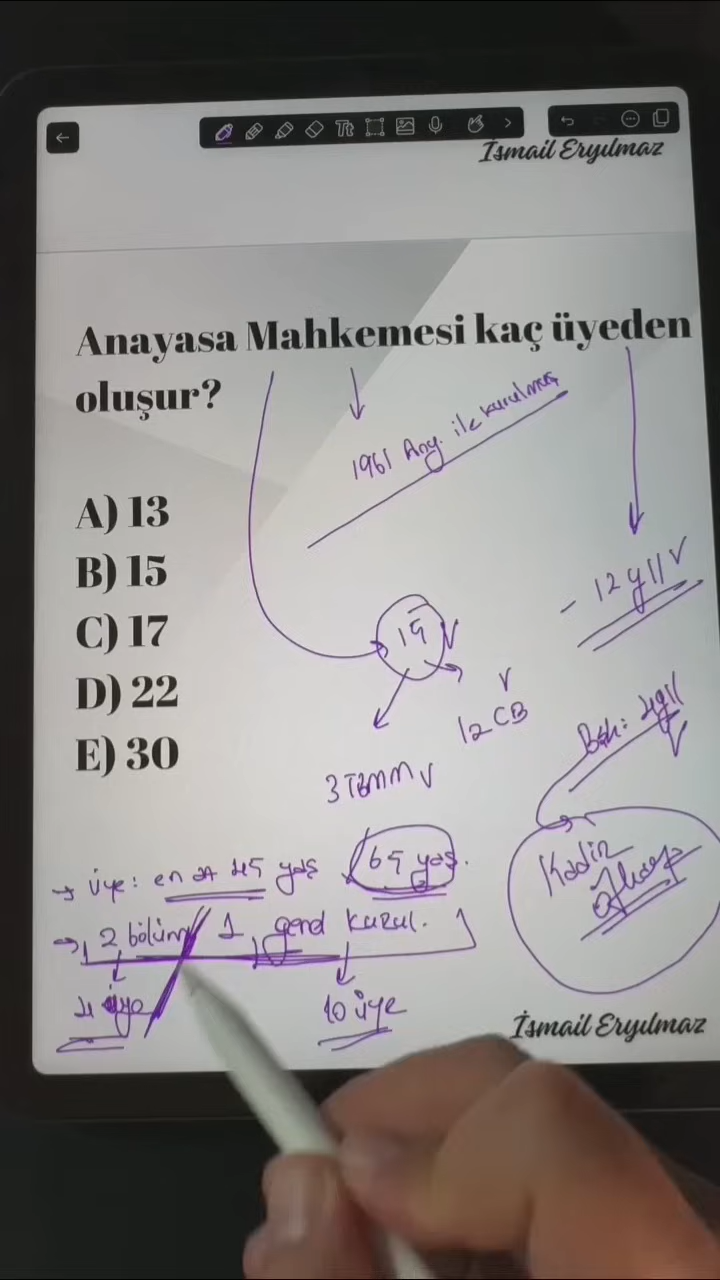 İsmail Eryılmaz
Anayasa Mahkemesi kaç üyeden
oluşur?
1961 Any. ile kurulmuş
A) 13
B) 15
C) 17
D) 22
E) 30
- 12 yıl
15
12 CB
3 TBMM
Bşk: 4 yıl
→ Üye: en az 45 yaş 65 yaş.
Kadir
→ 2 bölüm 1 genel kurul.
4 üye 10 üye
İsmail Eryılmaz